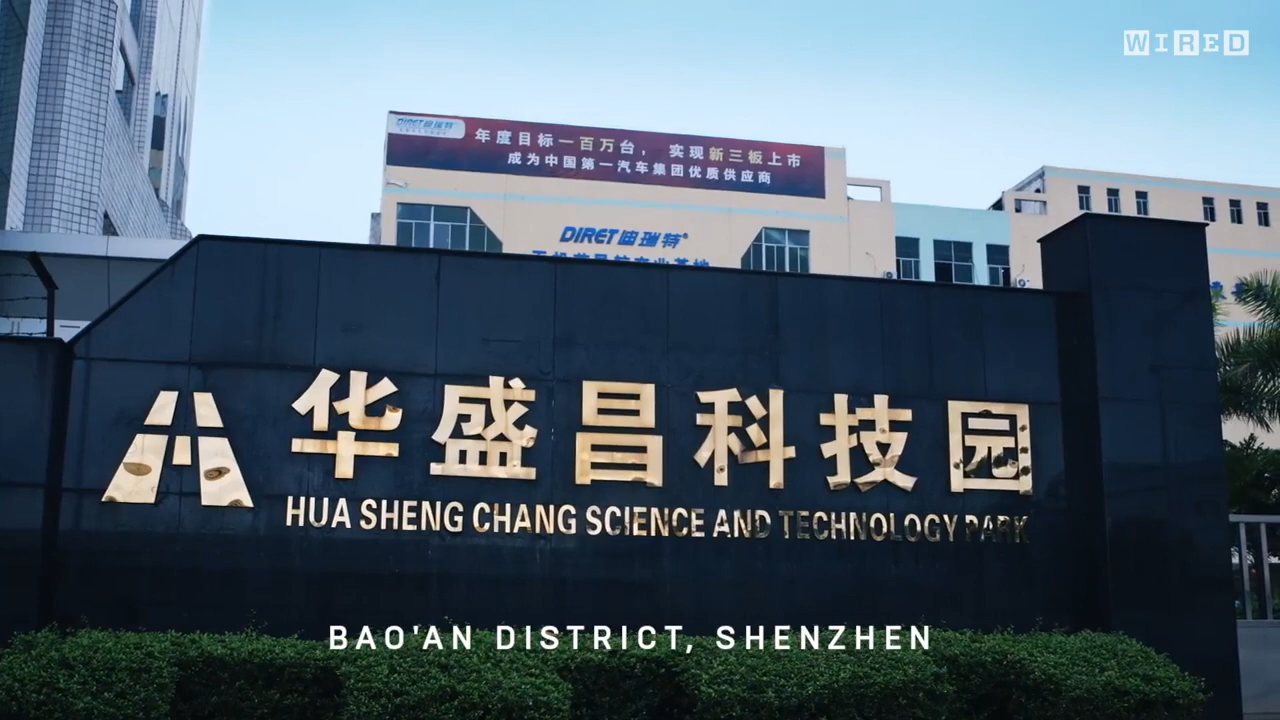 WIRED
DIRET迪瑞特
年度目标一百万台，实现新三板上市
成为中国第一汽车集团优质供应商
DIRET迪瑞特®
华盛昌科技园
HUA SHENG CHANG SCIENCE AND TECHNOLOGY PARK
BAO'AN DISTRICT, SHENZHEN